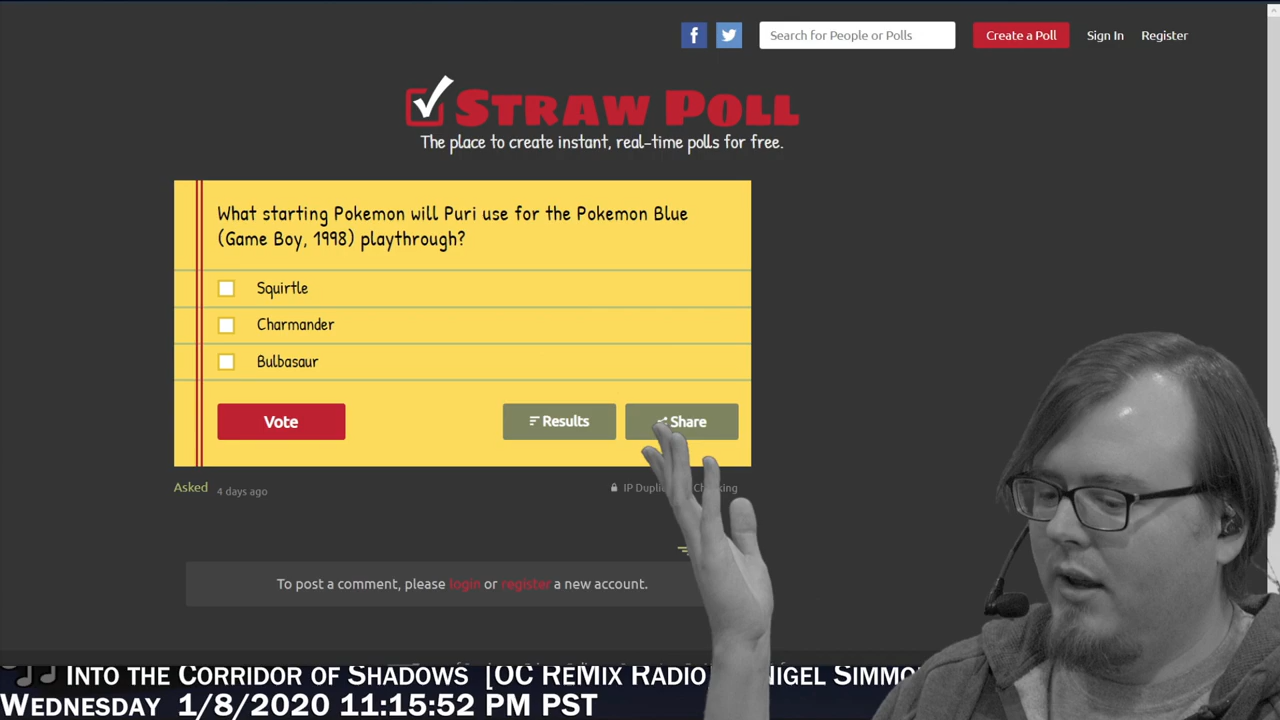 f
Search for People or Polls
Create a Poll
Sign In
Register
STRAW POLL
The place to create instant, real-time polls for free.
What starting Pokemon will Puri use for the Pokemon Blue
(Game Boy, 1998) playthrough?
Squirtle
Charmander
Bulbasaur
Vote
Results
Share
Asked 4 days ago
IP
To post a comment, please login or register a new account.
INTO THE CORRIDOR OF SHADOWS [OC REMIX RADIO
WEDNESDAY 1/8/2020 11:15:52 PM PST